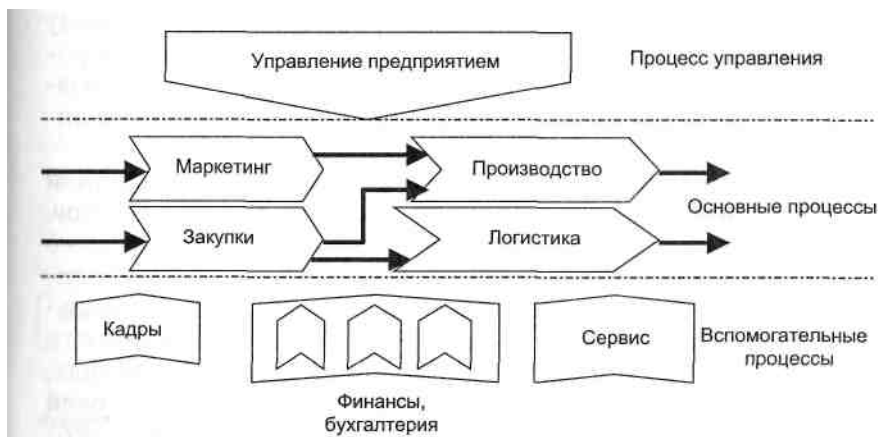 Управление предприятием
Процесс управления
Маркетинг
Производство
Основные процессы
Закупки
Логистика
Кадры
Сервис
Вспомогательные
процессы
Финансы,
бухгалтерия